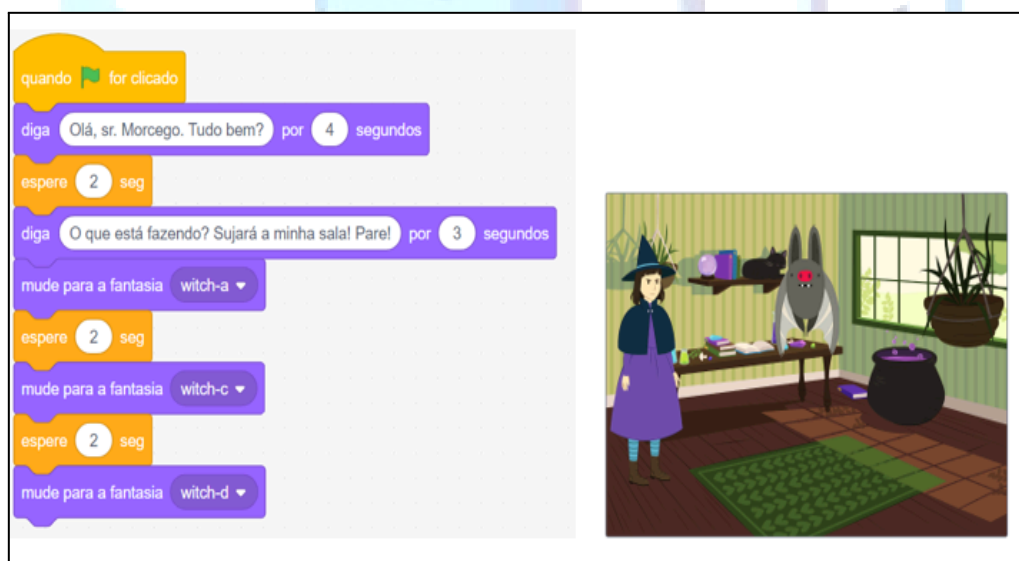 quando for clicado
diga Olá, sr. Morcego. Tudo bem? por 4 segundos
espere 2 seg
diga O que está fazendo? Sujará a minha sala! Pare! por 3 segundos
mude para a fantasia witch-a
espere 2 seg
mude para a fantasia witch-c
espere 2 seg
mude para a fantasia witch-d